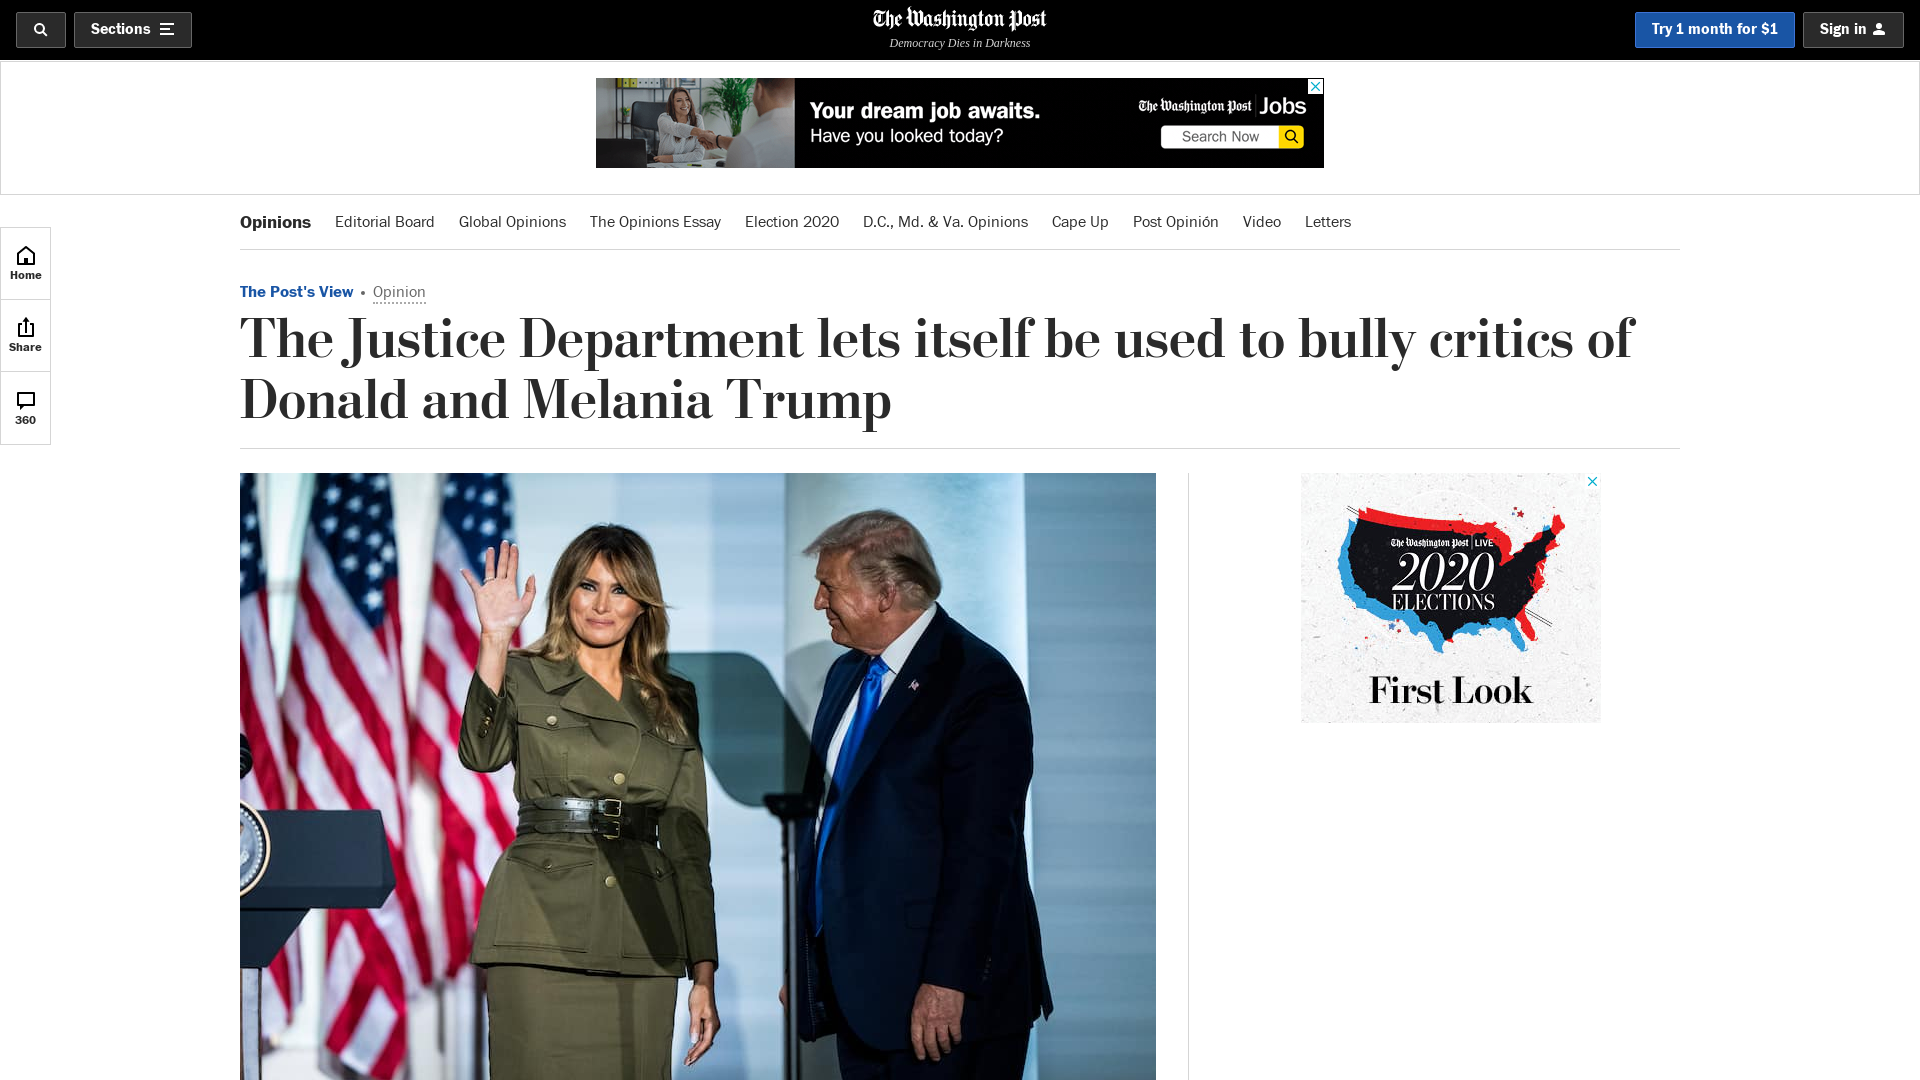 Sections
The Washington Post
Democracy Dies in Darkness
Try 1 month for $1
Sign in
Your dream job awaits.
Have you looked today?
The Washington Post Jobs
Search Now
Opinions Editorial Board Global Opinions The Opinions Essay Election 2020 D.C., Md. & Va. Opinions Cape Up Post Opinión Video Letters
Home
Share
360
The Post's View • Opinion
The Justice Department lets itself be used to bully critics of
Donald and Melania Trump
The Washington Post LIVE
2020
ELECTIONS
First Look